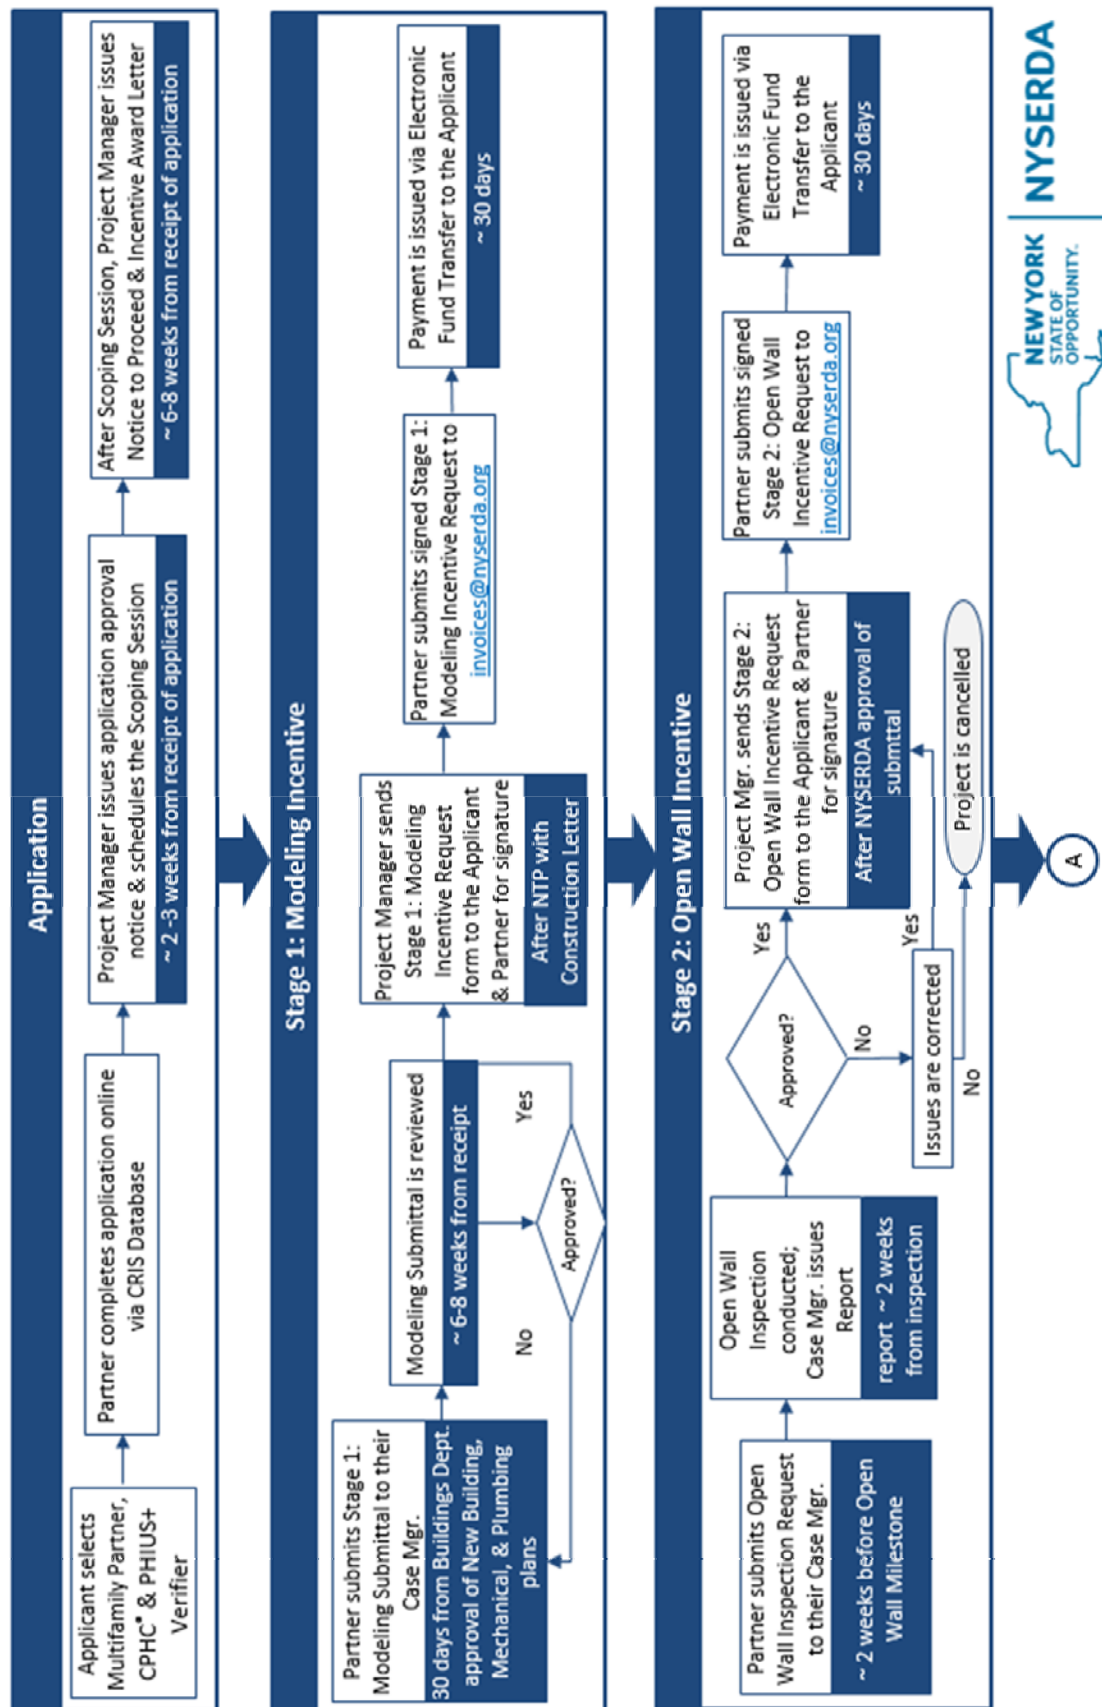 Application
Applicant selects
Multifamily Partner,
CPHC® & PHIUS+
Verifier
Partner completes application online
via CRIS Database
Project Manager issues application approval
notice & schedules the Scoping Session
~ 2 -3 weeks from receipt of application
After Scoping Session, Project Manager issues
Notice to Proceed & Incentive Award Letter
~ 6-8 weeks from receipt of application
Stage 1: Modeling Incentive
Partner submits Stage 1:
Modeling Submittal to their
Case Mgr.
30 days from Buildings Dept.
approval of New Building,
Mechanical, & Plumbing
plans
Modeling Submittal is reviewed
~ 6-8 weeks from receipt
Approved?
No
Yes
Project Manager sends
Stage 1: Modeling
Incentive Request
form to the Applicant
& Partner for signature
After NTP with
Construction Letter
Partner submits signed Stage 1:
Modeling Incentive Request to
invoices@nyserda.org
Payment is issued via Electronic
Fund Transfer to the Applicant
~ 30 days
Stage 2: Open Wall Incentive
Partner submits Open
Wall Inspection Request
to their Case Mgr.
~ 2 weeks before Open
Wall Milestone
Open Wall
Inspection
conducted;
Case Mgr. issues
Report
report ~ 2 weeks
from inspection
Approved?
Yes
No
Issues are corrected
Yes
No
Project is cancelled
Project Mgr. sends Stage 2:
Open Wall Incentive Request
form to the Applicant & Partner
for signature
After NYSERDA approval of
submttal
Partner submits signed
Stage 2: Open Wall
Incentive Request to
invoices@nyserda.org
Payment is issued via
Electronic Fund
Transfer to the
Applicant
~ 30 days
A
NEW YORK
STATE OF
OPPORTUNITY.
NYSERDA